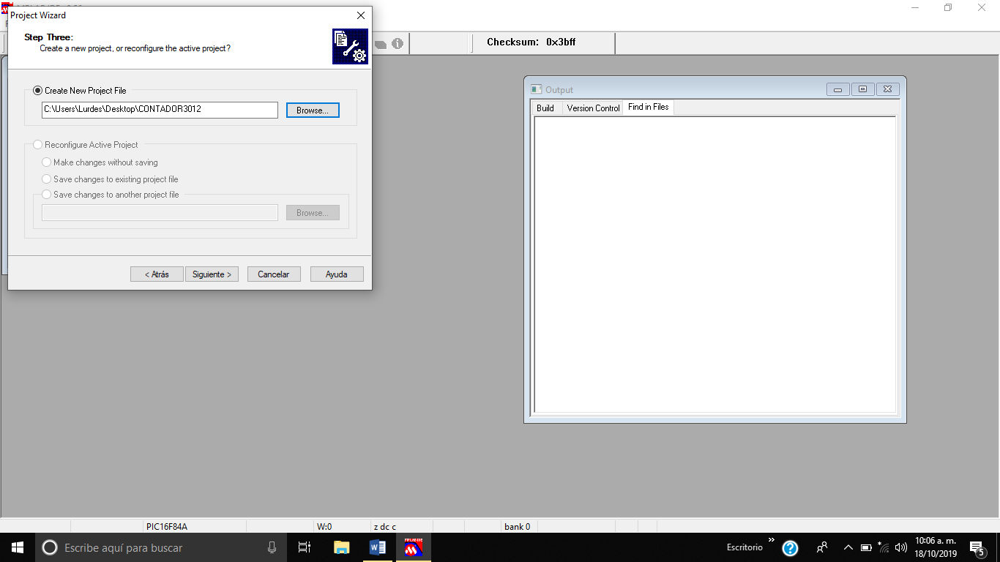 Project Wizard
Step Three:
Create a new project, or reconfigure the active project?
Checksum: 0x3bff
Create New Project File
C:\Users\Lurdes\Desktop\CONTADOR3012
Browse...
Reconfigure Active Project
Make changes without saving
Save changes to existing project file
Save changes to another project file
Browse...
< Atrás
Siguiente >
Cancelar
Ayuda
Output
Build
Version Control
Find in Files
PIC16F84A
W:0
z dc c
bank 0
Escribe aquí para buscar
Escritorio
10:06 a. m.
18/10/2019
5